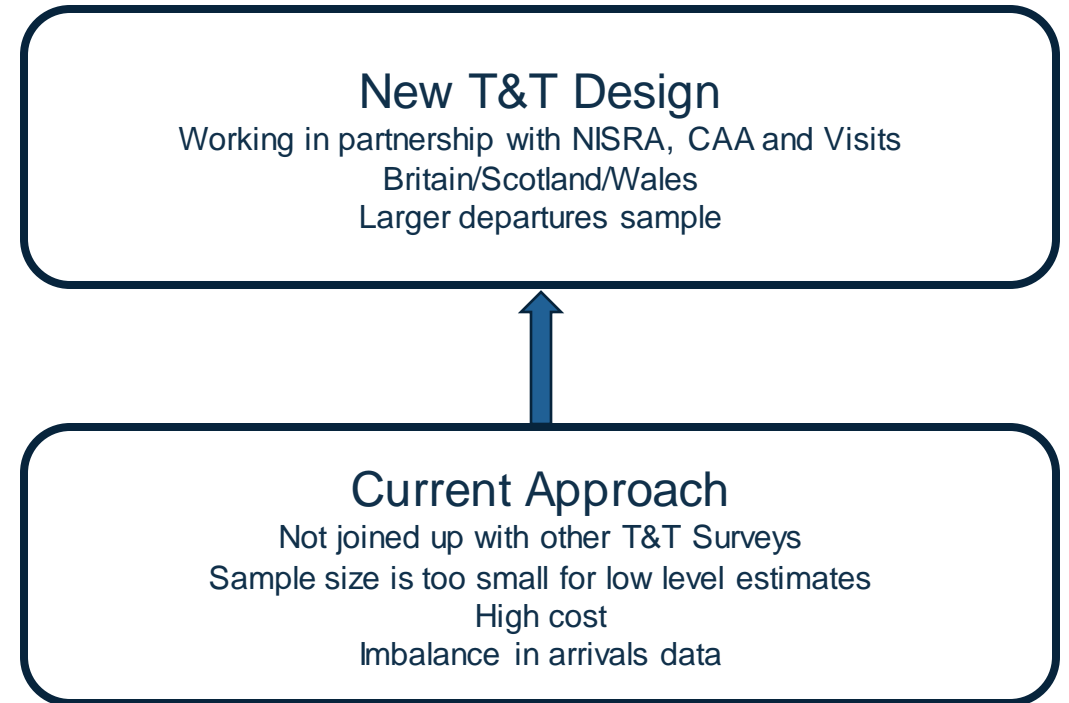 New T&T Design
Working in partnership with NISRA, CAA and Visits
Britain/Scotland/Wales
Larger departures sample
Current Approach
Not joined up with other T&T Surveys
Sample size is too small for low level estimates
High cost
Imbalance in arrivals data